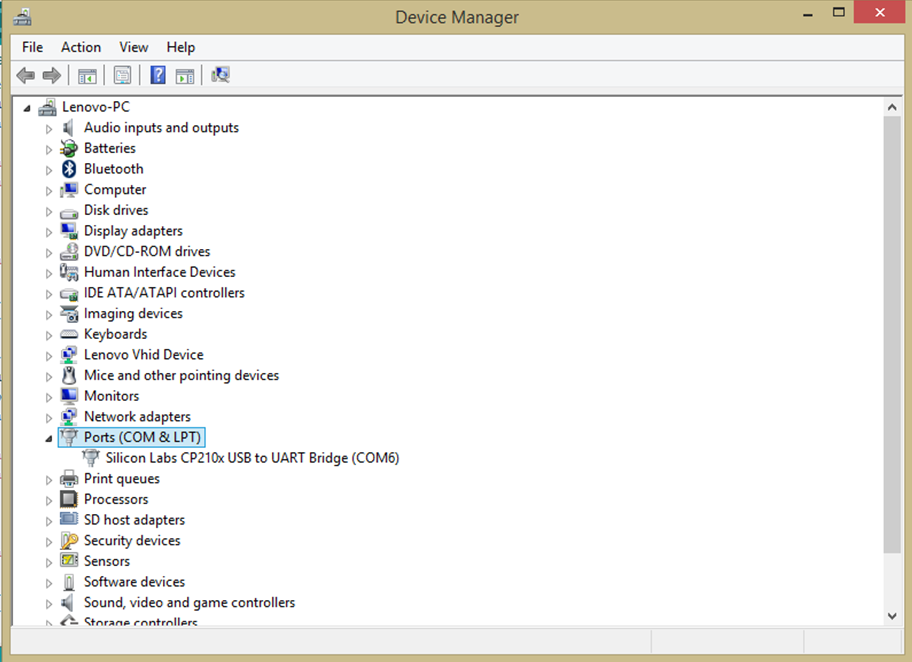 Device Manager
File Action View Help
Lenovo-PC
Audio inputs and outputs
Batteries
Bluetooth
Computer
Disk drives
Display adapters
DVD/CD-ROM drives
Human Interface Devices
IDE ATA/ATAPI controllers
Imaging devices
Keyboards
Lenovo Vhid Device
Mice and other pointing devices
Monitors
Network adapters
Ports (COM & LPT)
Silicon Labs CP210x USB to UART Bridge (COM6)
Print queues
Processors
SD host adapters
Security devices
Sensors
Software devices
Sound, video and game controllers
Storage controllers